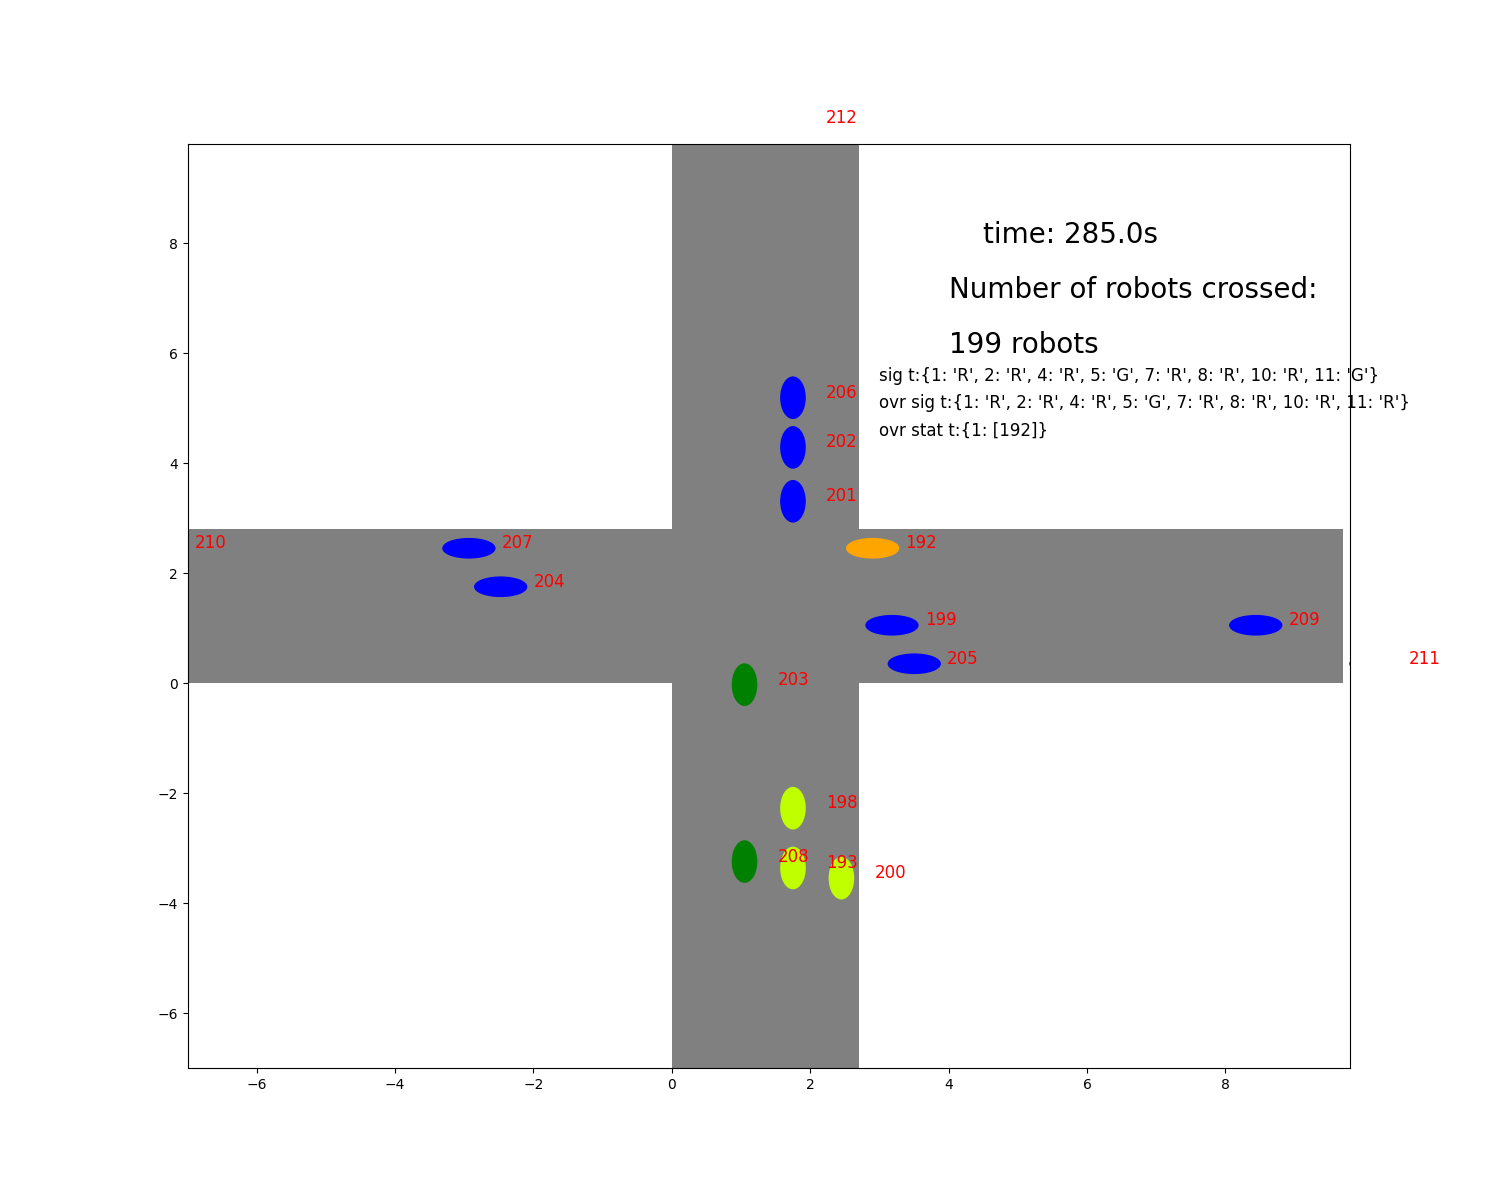 212
time: 285.0s
8
Number of robots crossed:
6
199 robots
sig t:{1: 'R', 2: 'R', 4: 'R', 5: 'G', 7: 'R', 8: 'R', 10: 'R', 11: 'G'}
206
ovr sig t:{1: 'R', 2: 'R', 4: 'R', 5: 'G', 7: 'R', 8: 'R', 10: 'R', 11: 'R'}
ovr stat t:{1: [192]}
202
4
201
210 207 192
2 204
199 209
205 211
0 203
−2
198
208 193
200
−4
−6
−6 −4 −2 0 2 4 6 8